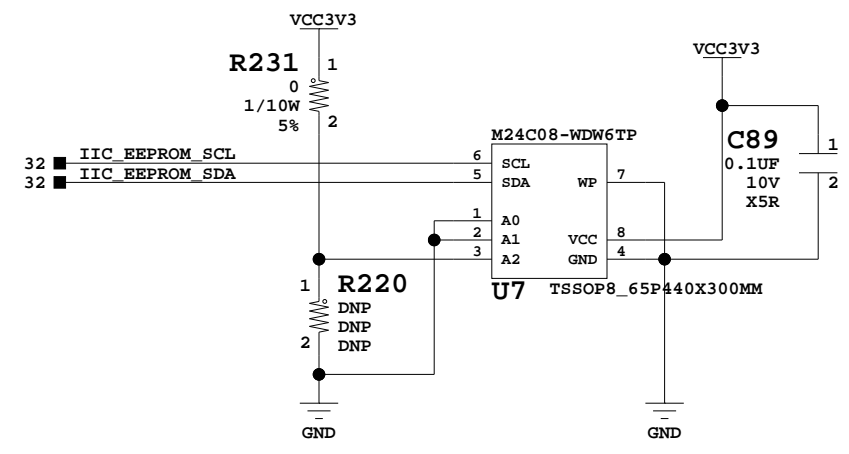 VCC3V3
R231
1
0
1/10W
5%
2
VCC3V3
C89
1
0.1UF
10V
2
X5R
M24C08-WDW6TP
32 IIC_EEPROM_SCL
6 SCL
32 IIC_EEPROM_SDA
5 SDA
WP 7
1 A0
2 A1
VCC 8
3 A2
GND 4
U7
TSSOP8_65P440X300MM
1
R220
DNP
DNP
2
DNP
GND
GND